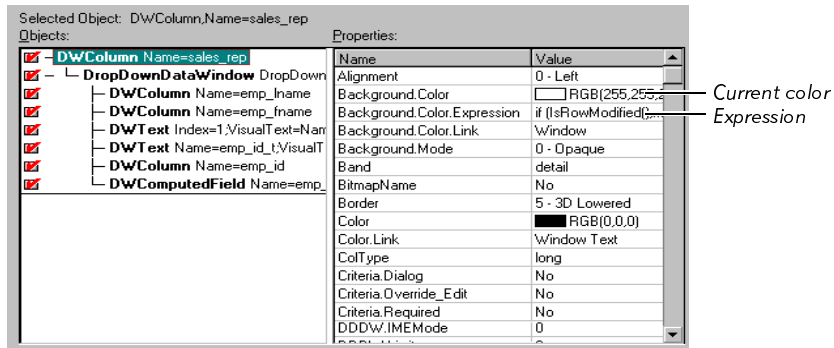 Selected Object: DWColumn,Name=sales_rep
Objects:
DWColumn Name=sales_rep
DropDownDataWindow DropDown
DWColumn Name=emp_lname
DWColumn Name=emp_fname
DWText Index=1;VisualText=Nam
DWText Name=emp_id_t;VisualT
DWColumn Name=emp_id
DWComputedField Name=emp_
Properties:
Name Value
Alignment 0 - Left
Background.Color RGB(255,255,2
Background.Color.Expression if (IsRowModified(),
Background.Color.Link Window
Background.Mode 0 - Opaque
Band detail
BitmapName No
Border 5 - 3D Lowered
Color RGB(0,0,0)
Color.Link Window Text
ColType long
Criteria.Dialog No
Criteria.Override_Edit No
Criteria.Required No
DDDW.IMEMode 0
Current color
Expression